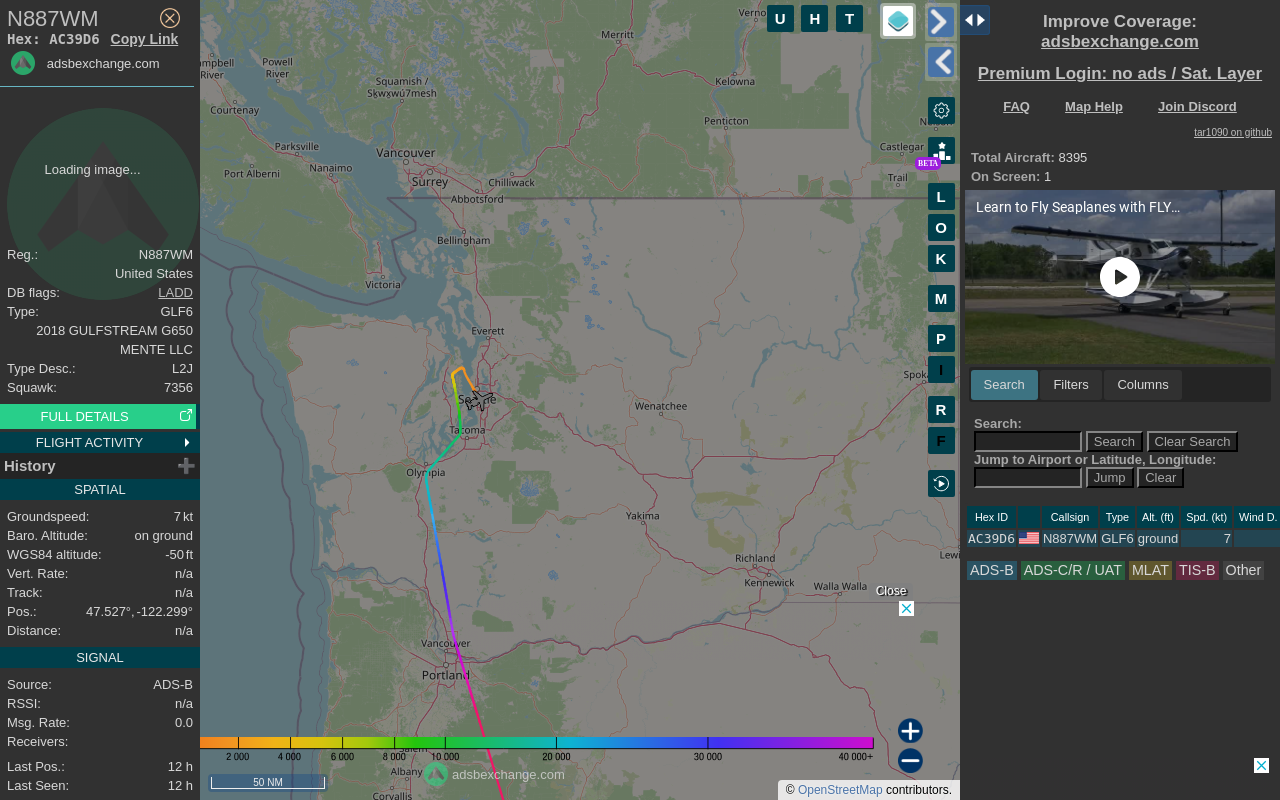 N887WM
Hex: AC39D6 Copy Link
adsbexchange.com
Loading image...
Reg.: N887WM
United States
DB flags: LADD
Type: GLF6
2018 GULFSTREAM G650
MENTE LLC
Type Desc.: L2J
Squawk: 7356
FULL DETAILS
FLIGHT ACTIVITY
History
SPATIAL
Groundspeed: 7 kt
Baro. Altitude: on ground
WGS84 altitude: -50 ft
Vert. Rate: n/a
Track: n/a
Pos.: 47.527°, -122.299°
Distance: n/a
SIGNAL
Source: ADS-B
RSSI: n/a
Msg. Rate: 0.0
Receivers:
Last Pos.: 12 h
Last Seen: 12 h
Merritt
Powell
River
River
Squamish /
Sḵwx̱wú7mesh
Kelowna
Courtenay
Penticton
Parksville
Nanaimo
Vancouver
Castlegar
Port Alberni
Surrey
Chilliwack
Trail
Abbotsford
Bellingham
Victoria
Everett
Wenatchee
Tacoma
Olympia
Yakima
Richland
Kennewick
Walla Walla
Vancouver
Portland
Albany
Corvallis
U H T
BETA
L
O
K
M
P
I
R
F
Close
2 000 4 000 6 000 8 000 10 000 20 000 30 000 40 000+
50 NM
adsbexchange.com
© OpenStreetMap contributors.
Improve Coverage:
adsbexchange.com
Premium Login: no ads / Sat. Layer
FAQ Map Help Join Discord
tar1090 on github
Total Aircraft: 8395
On Screen: 1
Learn to Fly Seaplanes with FLY...
Search Filters Columns
Search:
Search Clear Search
Jump to Airport or Latitude, Longitude:
Jump Clear
Hex ID Callsign Type Alt. (ft) Spd. (kt) Wind D.
AC39D6 N887WM GLF6 ground 7
ADS-B ADS-C/R / UAT MLAT TIS-B Other